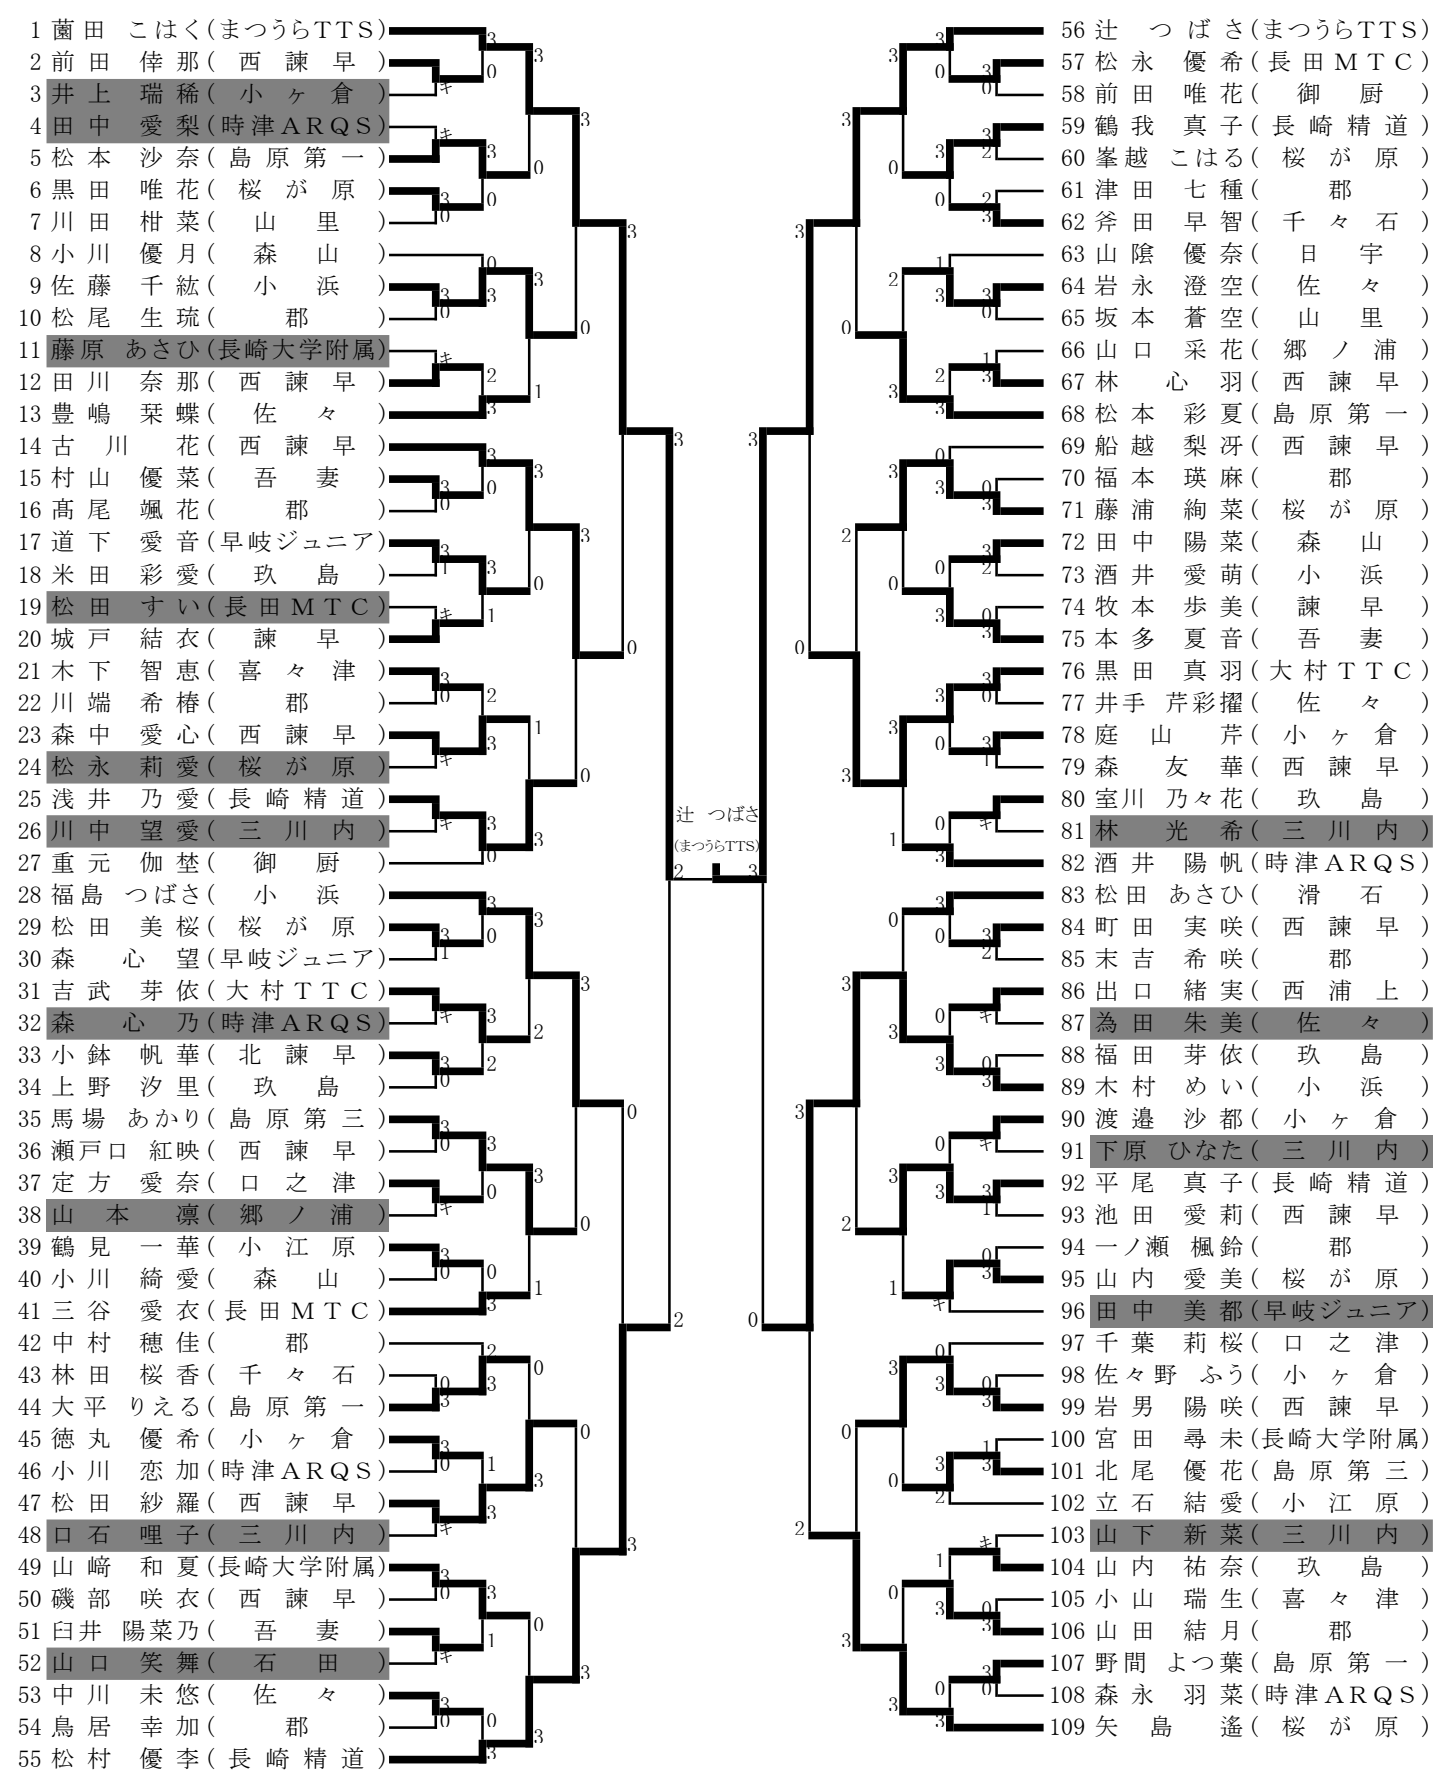 1 薗田 こはく(まつうらTTS)
2 前田 倖那(西諫早)
3 井上 瑞稀(小ヶ倉)
4 田中 愛梨(時津ARQS)
5 松本 沙奈(島原第一)
6 黒田 唯花(桜が原)
7 川田 柑菜(山里)
8 小川 優月(森山)
9 佐藤 千紘(小浜)
10 松尾 生琉(郡)
11 藤原 あさひ(長崎大学附属)
12 田川 奈那(西諫早)
13 豊嶋 栞蝶(佐々)
14 古川 花(西諫早)
15 村山 優菜(吾妻)
16 髙尾 颯花(郡)
17 道下 愛音(早岐ジュニア)
18 米田 彩愛(玖島)
19 松田 すい(長田MTC)
20 城戸 結衣(諫早)
21 木下 智恵(喜々津)
22 川端 希椿(郡)
23 森中 愛心(西諫早)
24 松永 莉愛(桜が原)
25 浅井 乃愛(長崎精道)
26 川中 望愛(三川内)
27 重元 伽埜(御厨)
28 福島 つばさ(小浜)
29 松田 美桜(桜が原)
30 森 心望(早岐ジュニア)
31 吉武 芽依(大村TTC)
32 森 心乃(時津ARQS)
33 小鉢 帆華(北諫早)
34 上野 汐里(玖島)
35 馬場 あかり(島原第三)
36 瀬戸口 紅映(西諫早)
37 定方 愛奈(口之津)
38 山本 凛(郷ノ浦)
39 鶴見 一華(小江原)
40 小川 綺愛(森山)
41 三谷 愛衣(長田MTC)
42 中村 穂佳(郡)
43 林田 桜香(千々石)
44 大平 りえる(島原第一)
45 徳丸 優希(小ヶ倉)
46 小川 恋加(時津ARQS)
47 松田 紗羅(西諫早)
48 口石 哩子(三川内)
49 山﨑 和夏(長崎大学附属)
50 磯部 咲衣(西諫早)
51 臼井 陽菜乃(吾妻)
52 山口 笑舞(石田)
53 中川 未悠(佐々)
54 鳥居 幸加(郡)
55 松村 優李(長崎精道)
辻 つばさ
(まつうらTTS)
2 3
56 辻 つばさ(まつうらTTS)
57 松永 優希(長田MTC)
58 前田 唯花(御厨)
59 鶴我 真子(長崎精道)
60 峯越 こはる(桜が原)
61 津田 七種(郡)
62 斧田 早智(千々石)
63 山陰 優奈(日宇)
64 岩永 澄空(佐々)
65 坂本 蒼空(山里)
66 山口 采花(郷ノ浦)
67 林 心羽(西諫早)
68 松本 彩夏(島原第一)
69 船越 梨冴(西諫早)
70 福本 瑛麻(郡)
71 藤浦 絢菜(桜が原)
72 田中 陽菜(森山)
73 酒井 愛萌(小浜)
74 牧本 歩美(諫早)
75 本多 夏音(吾妻)
76 黒田 真羽(大村TTC)
77 井手 芹彩擢(佐々)
78 庭山 芹(小ヶ倉)
79 森 友華(西諫早)
80 室川 乃々花(玖島)
81 林 光希(三川内)
82 酒井 陽帆(時津ARQS)
83 松田 あさひ(滑石)
84 町田 実咲(西諫早)
85 末吉 希咲(郡)
86 出口 緒実(西浦上)
87 為田 朱美(佐々)
88 福田 芽依(玖島)
89 木村 めい(小浜)
90 渡邉 沙都(小ヶ倉)
91 下原 ひなた(三川内)
92 平尾 真子(長崎精道)
93 池田 愛莉(西諫早)
94 一ノ瀬 楓鈴(郡)
95 山内 愛美(桜が原)
96 田中 美都(早岐ジュニア)
97 千葉 莉桜(口之津)
98 佐々野 ふう(小ヶ倉)
99 岩男 陽咲(西諫早)
100 宮田 尋未(長崎大学附属)
101 北尾 優花(島原第三)
102 立石 結愛(小江原)
103 山下 新菜(三川内)
104 山内 祐奈(玖島)
105 小山 瑞生(喜々津)
106 山田 結月(郡)
107 野間 よつ葉(島原第一)
108 森永 羽菜(時津ARQS)
109 矢島 遙(桜が原)